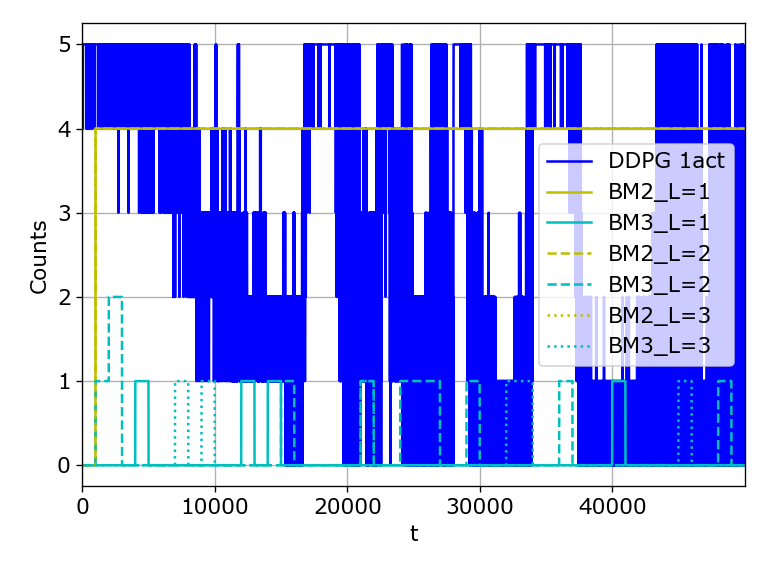 5
4
3
2
1
0
Counts
DDPG 1act
BM2_L=1
BM3_L=1
BM2_L=2
BM3_L=2
BM2_L=3
BM3_L=3
0 10000 20000 30000 40000
t